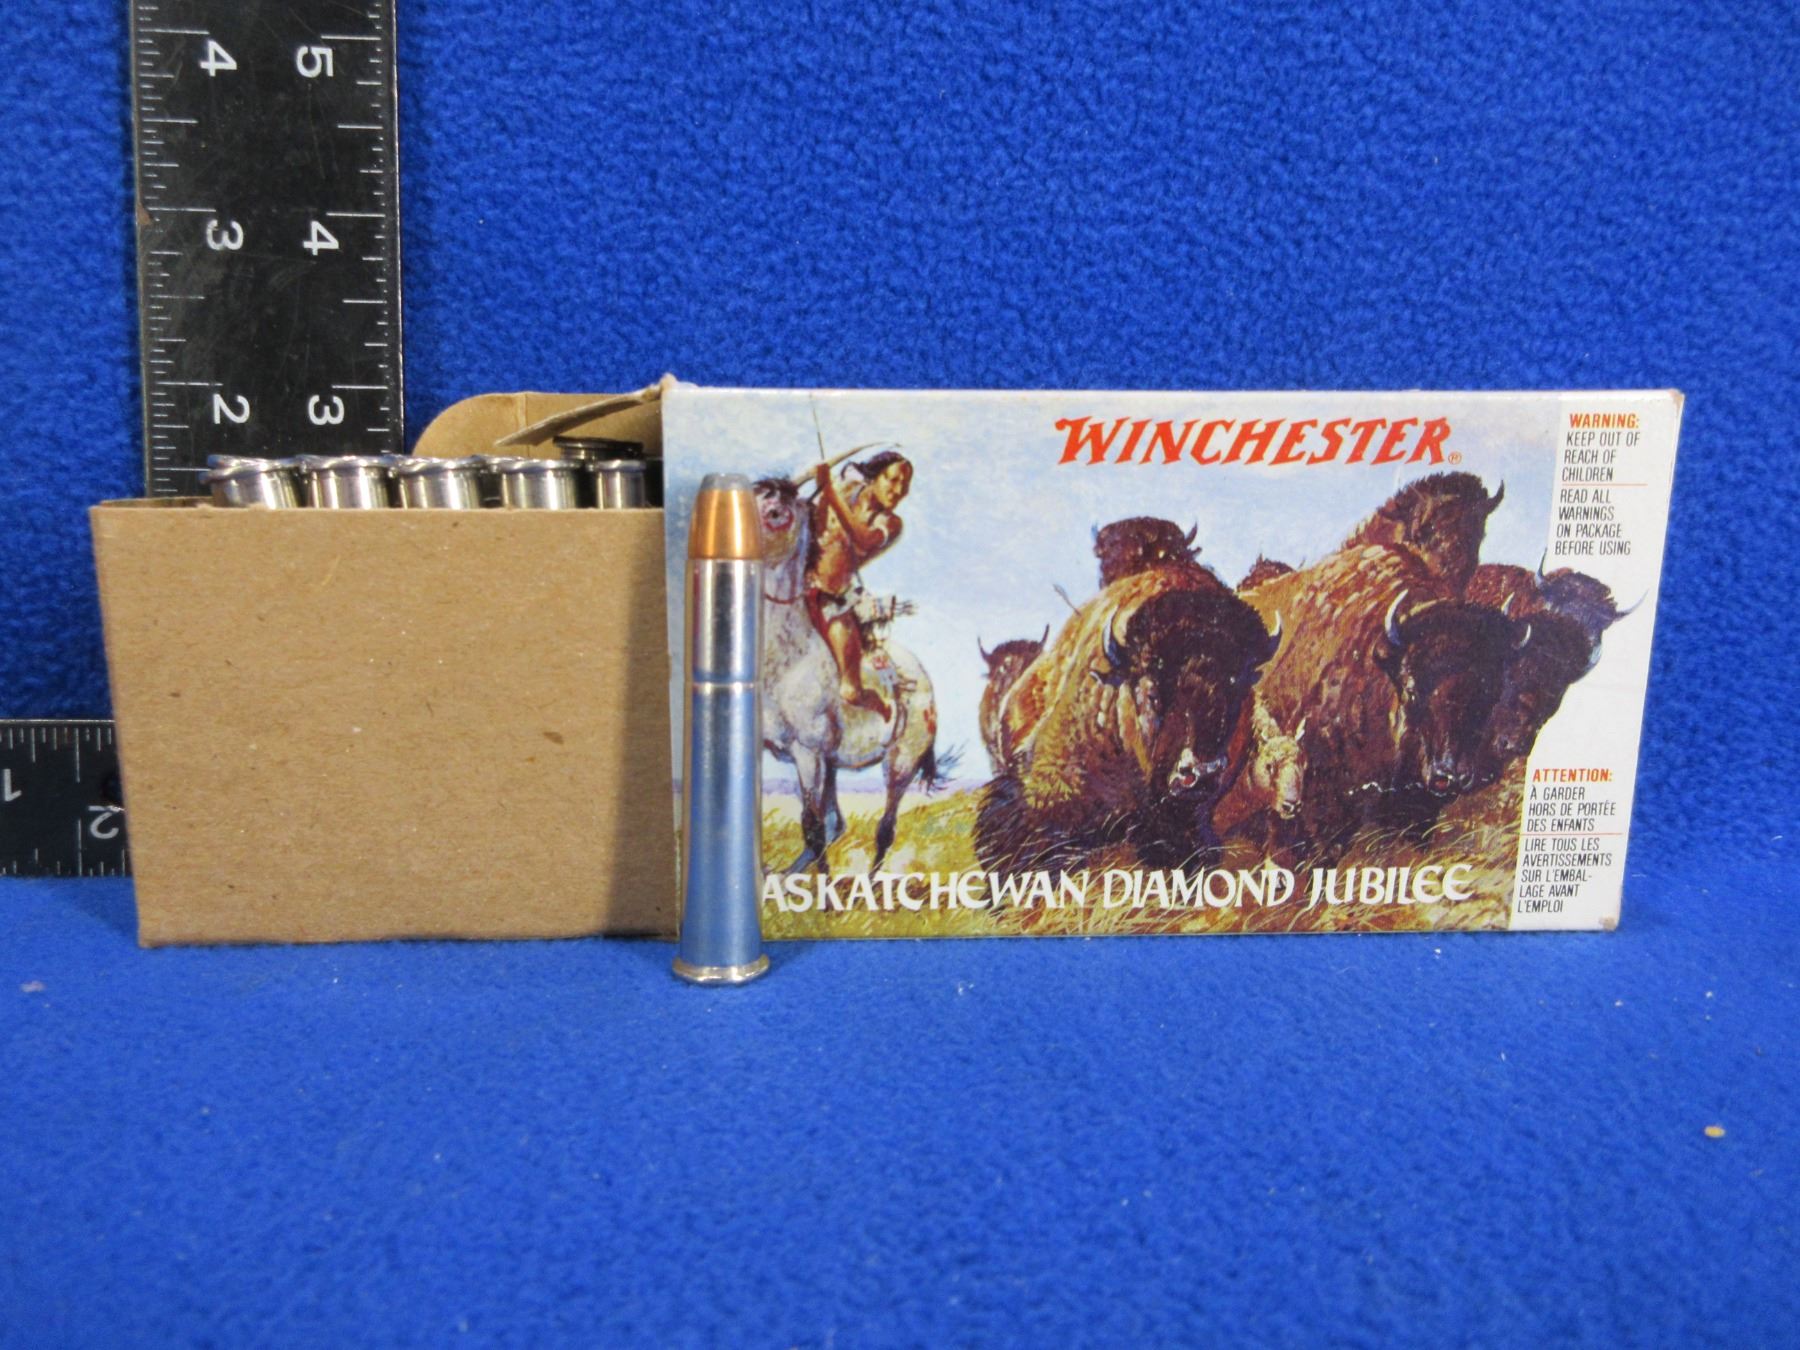 4 5
3 4
2 3
1
2
WINCHESTER®
WARNING:
KEEP OUT OF
REACH OF
CHILDREN
READ ALL
WARNINGS
ON PACKAGE
BEFORE USING
ATTENTION:
À GARDER
HORS DE PORTÉE
DES ENFANTS
LIRE TOUS LES
AVERTISSEMENTS
SUR L'EMBAL-
LAGE AVANT
L'EMPLOI
ASKATCHEWAN DIAMOND JUBILEE